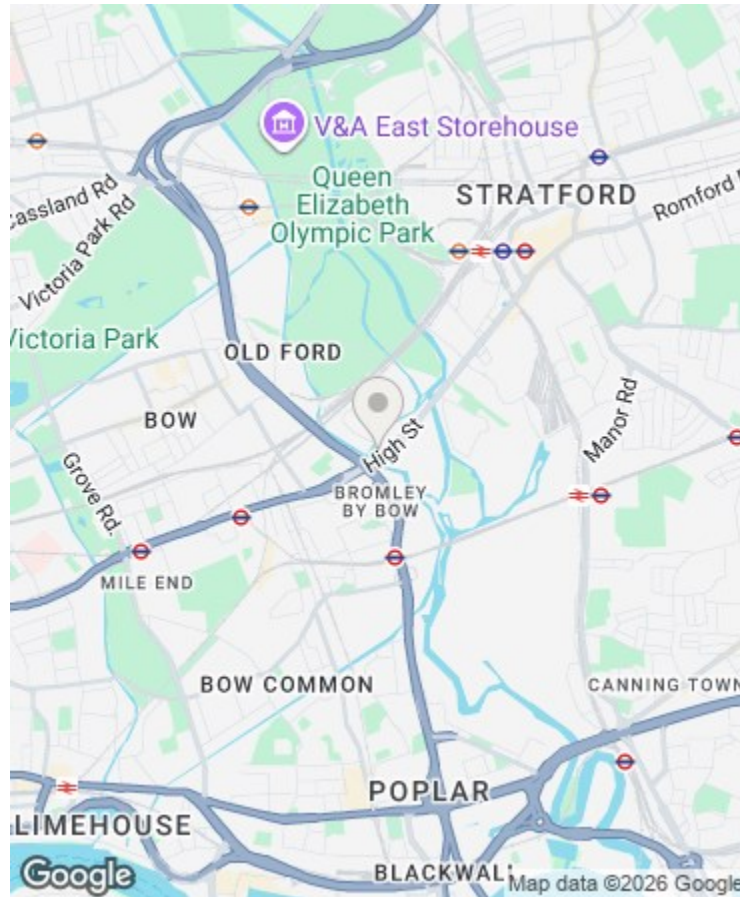 V&A East Storehouse
Queen
Elizabeth
Olympic Park
STRATFORD
Romford
Cassland Rd
Victoria Park Rd
Victoria Park
OLD FORD
BOW
Grove Rd.
High St
Manor Rd
BROMLEY
BY BOW
MILE END
BOW COMMON
CANNING TOWN
POPLAR
LIMEHOUSE
BLACKWALL
Google
Map data ©2026 Google